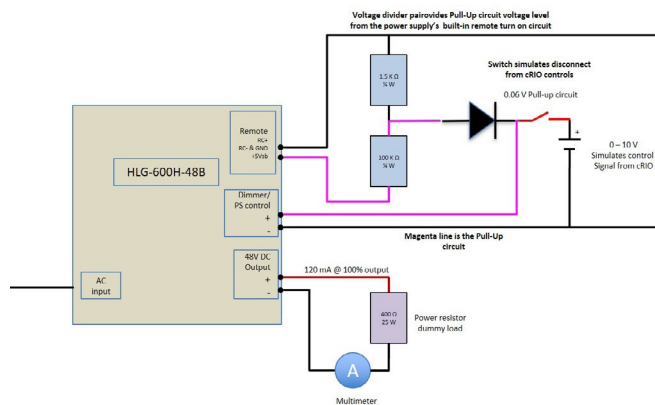 Voltage divider pairovides Pull-Up circuit voltage level
from the power supply's built-in remote turn on circuit
Switch simulates disconnect
from cRIO controls
0.06 V Pull-up circuit
1.5 K Ω
¼ W
100 K Ω
¼ W
+
0 – 10 V
Simulates control
Signal from cRIO
Remote
RC+
RC- & GND
+5Vsb
HLG-600H-48B
Dimmer/
PS control
+
–
Magenta line is the Pull-Up
circuit
48V DC
Output
+
–
120 mA @ 100% output
AC
input
400 Ω
25 W
Power resistor
dummy load
A
Multimeter